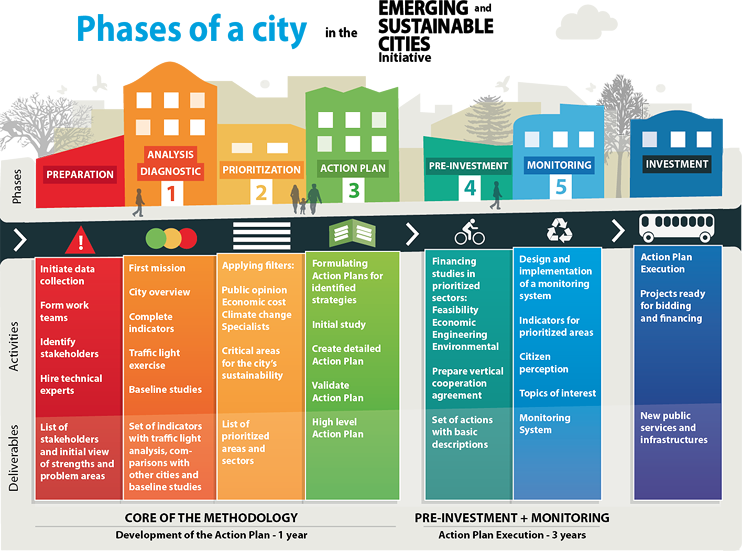 Phases of a city in the EMERGING and
SUSTAINABLE
CITIES
Initiative
Phases
PREPARATION
ANALYSIS
DIAGNOSTIC
1
PRIORITIZATION
2
ACTION PLAN
3
PRE-INVESTMENT
4
MONITORING
5
INVESTMENT
Activities
Initiate data
collection
Form work
teams
Identify
stakeholders
Hire technical
experts
First mission
City overview
Complete
indicators
Traffic light
exercise
Baseline studies
Applying filters:
Public opinion
Economic cost
Climate change
Specialists
Critical areas
for the city's
sustainability
Formulating
Action Plans for
identified
strategies
Initial study
Create detailed
Action Plan
Validate
Action Plan
Financing
studies in
prioritized
sectors:
Feasibility
Economic
Engineering
Environmental
Prepare vertical
cooperation
agreement
Design and
implementation
of a monitoring
system
Indicators for
prioritized areas
Citizen
perception
Topics of interest
Action Plan
Execution
Projects ready
for bidding
and financing
Deliverables
List of
stakeholders
and initial view
of strengths and
problem areas
Set of indicators
with traffic light
analysis, com-
parisons with
other cities and
baseline studies
List of
prioritized
areas and
sectors
High level
Action Plan
Set of actions
with basic
descriptions
Monitoring
System
New public
services and
infrastructures
CORE OF THE METHODOLOGY
Development of the Action Plan - 1 year
PRE-INVESTMENT + MONITORING
Action Plan Execution - 3 years